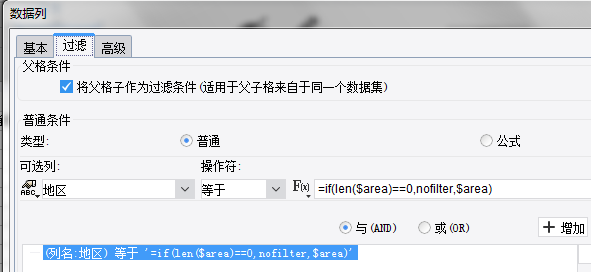 数据列
基本 过滤 高级
父格条件
将父格子作为过滤条件(适用于父子格来自于同一个数据集)
普通条件
类型: 普通 公式
可选列: 操作符:
ABC 地区 等于 F(x) =if(len($area)==0,nofilter,$area)
与(AND) 或(OR) 增加
(列名:地区) 等于 '=if(len($area)==0,nofilter,$area)'